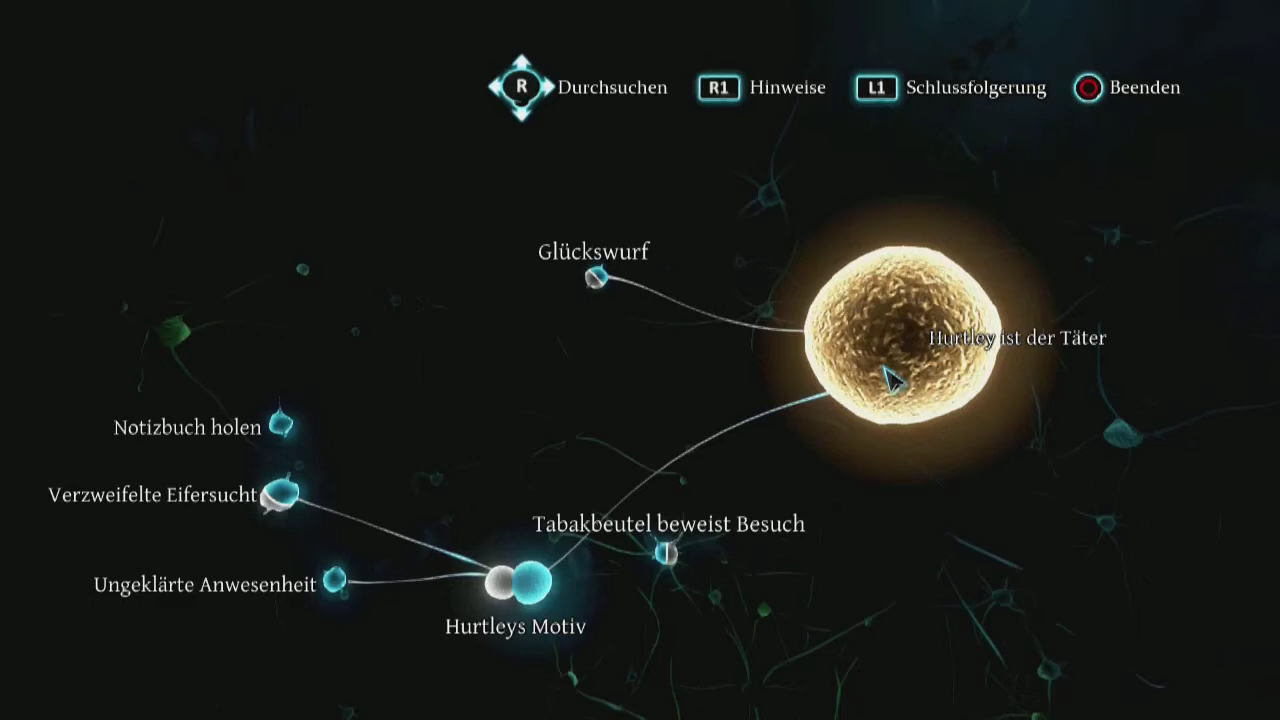 R Durchsuchen R1 Hinweise L1 Schlussfolgerung Beenden
Glückswurf
Hurtley ist der Täter
Notizbuch holen
Verzweifelte Eifersucht
Tabakbeutel beweist Besuch
Ungeklärte Anwesenheit
Hurtleys Motiv